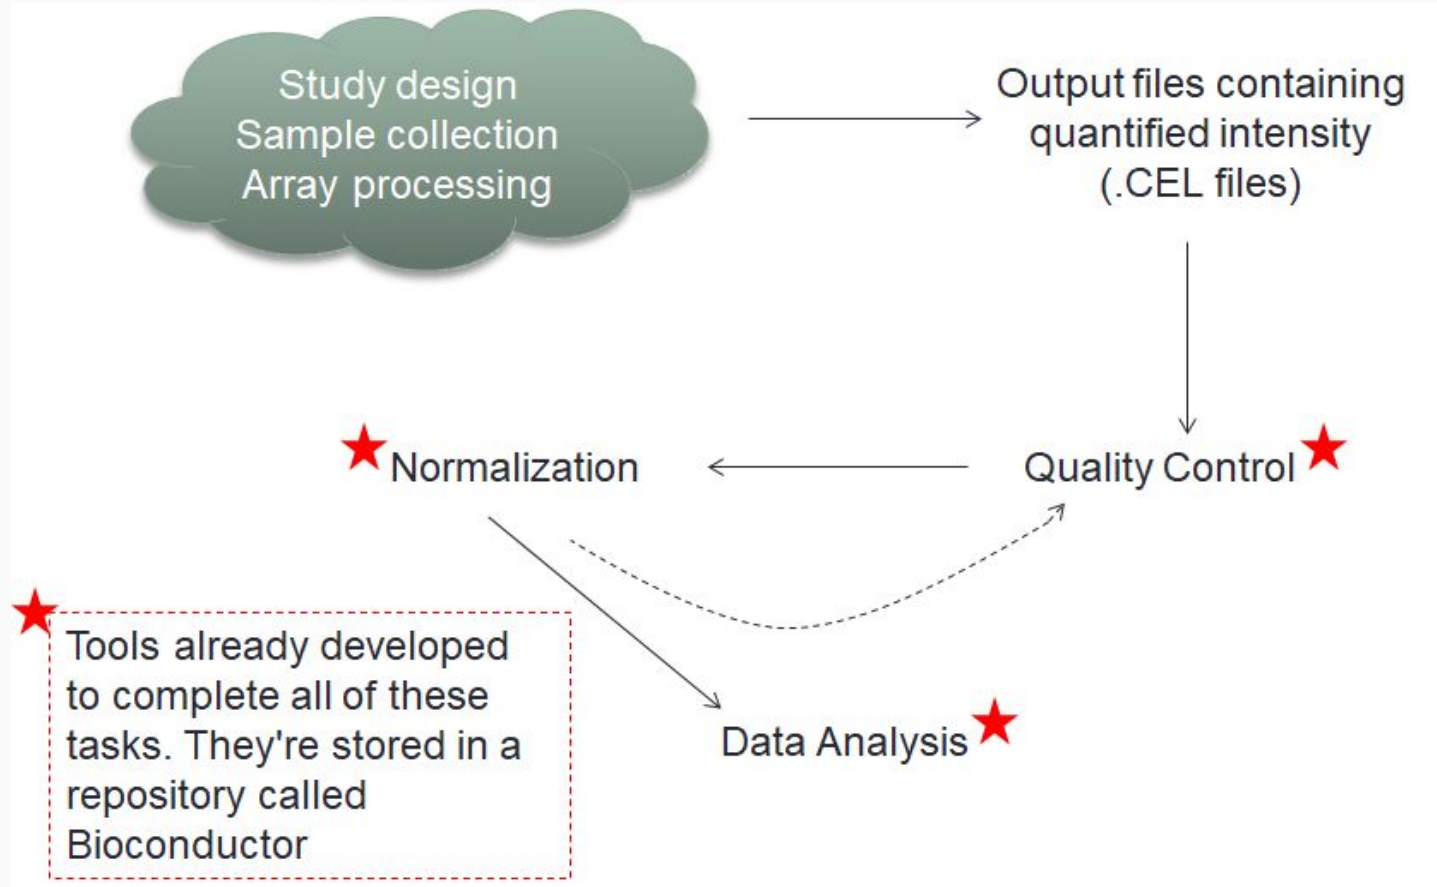 Study design
Sample collection
Array processing
Output files containing
quantified intensity
(.CEL files)
Normalization
Quality Control
Tools already developed
to complete all of these
tasks. They're stored in a
repository called
Bioconductor
Data Analysis